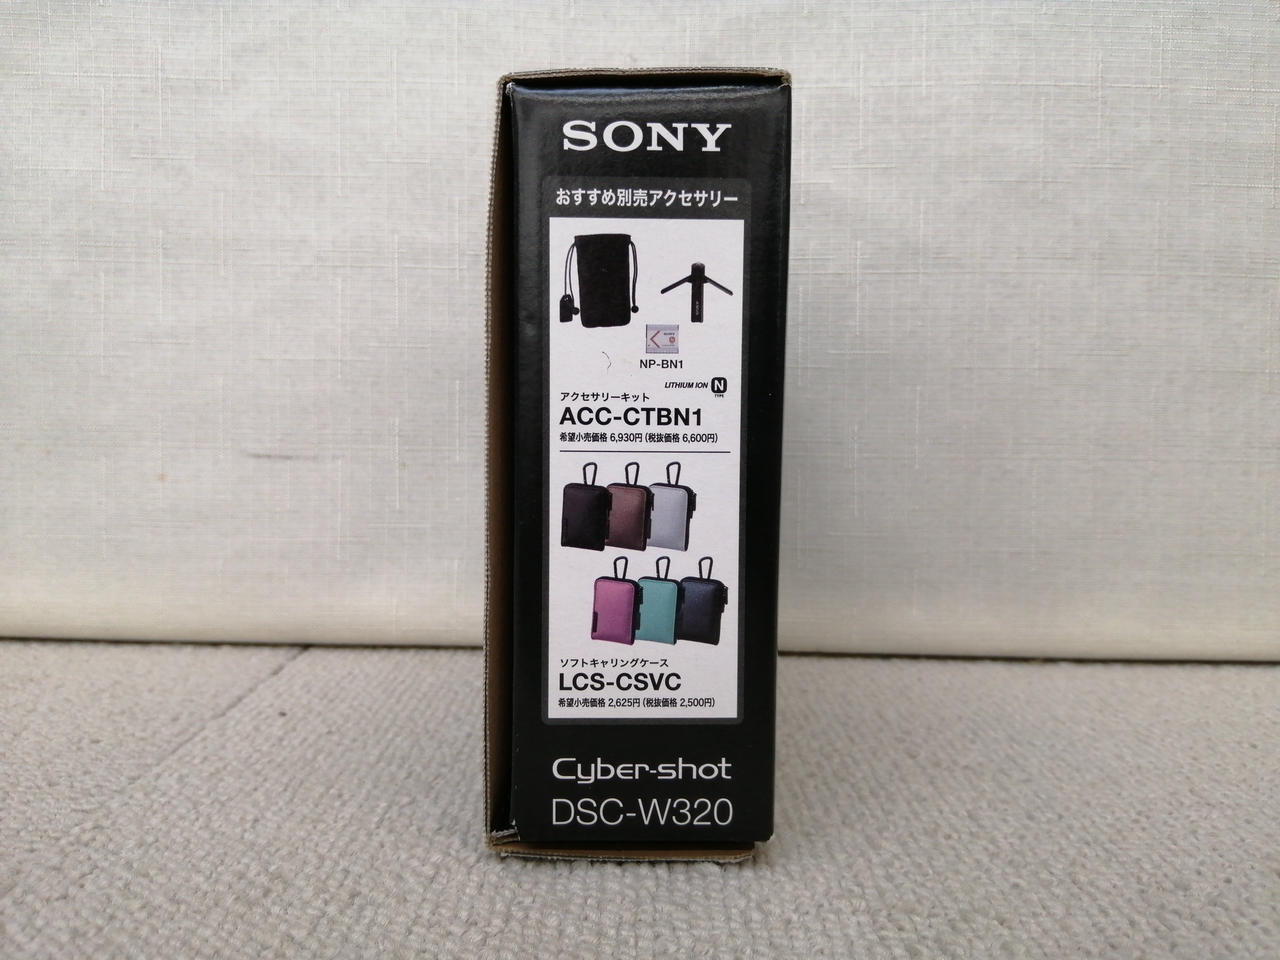 SONY
おすすめ別売アクセサリー
SONY
NP-BN1
LITHIUM ION N
TYPE
アクセサリーキット
ACC-CTBN1
希望小売価格 6,930円 (税抜価格 6,600円)
ソフトキャリングケース
LCS-CSVC
希望小売価格 2,625円 (税抜価格 2,500円)
Cyber-shot
DSC-W320